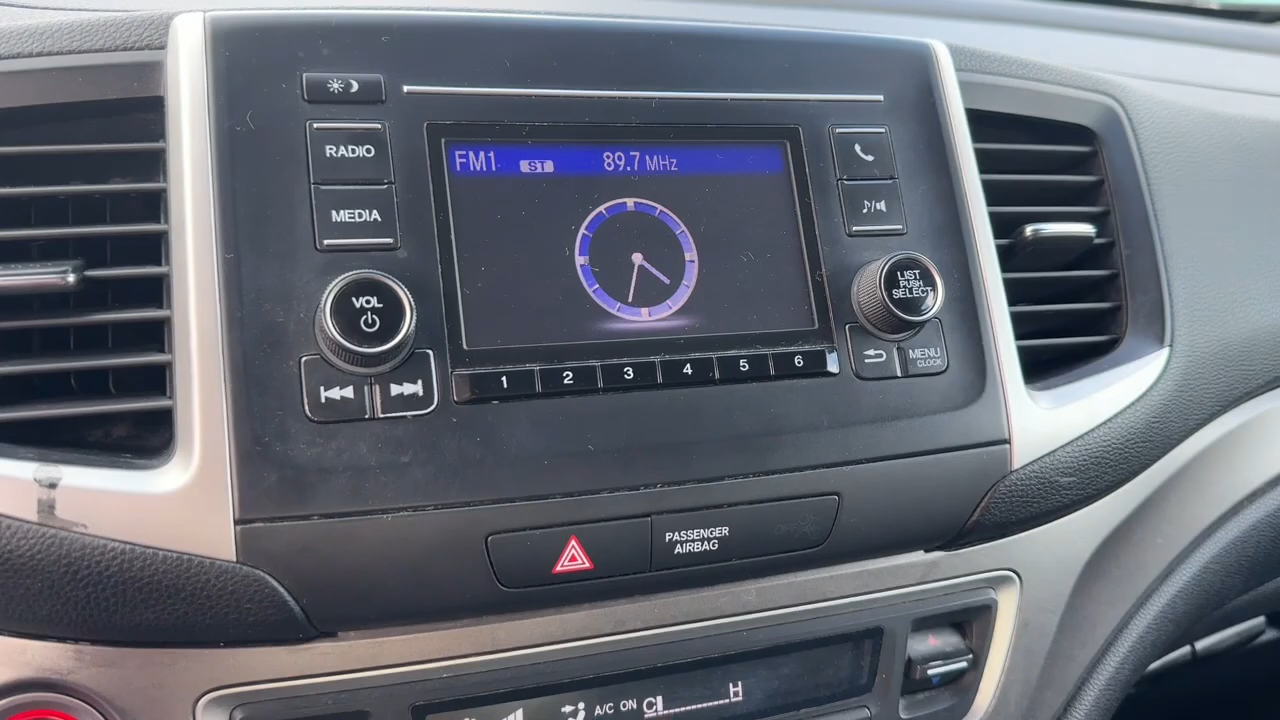 FM1 ST 89.7 MHz
RADIO
MEDIA
VOL
LIST
PUSH
SELECT
MENU
CLOCK
1 2 3 4 5 6
PASSENGER
AIRBAG
OFF
A/C ON C H